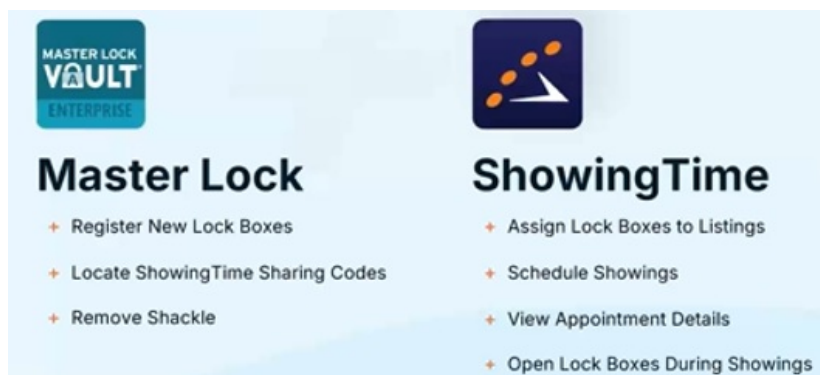 MASTER LOCK
VAULT
ENTERPRISE
Master Lock
+ Register New Lock Boxes
+ Locate ShowingTime Sharing Codes
+ Remove Shackle
ShowingTime
+ Assign Lock Boxes to Listings
+ Schedule Showings
+ View Appointment Details
+ Open Lock Boxes During Showings